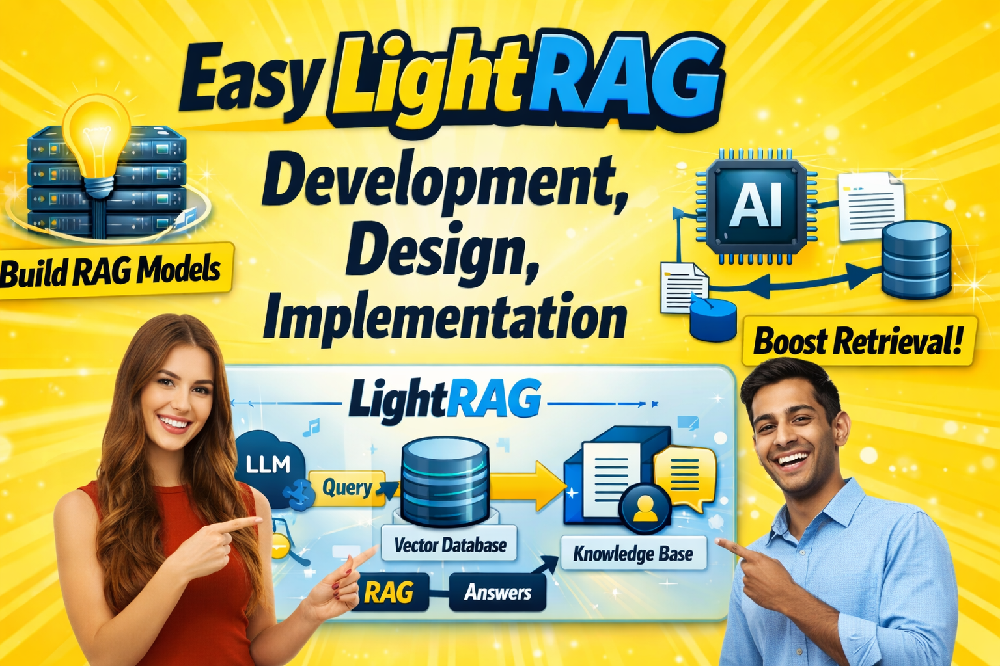 Easy LightRAG
Development,
Design,
Implementation
Build RAG Models
AI
Boost Retrieval!
LightRAG
LLM
Query
Vector Database
Knowledge Base
RAG
Answers